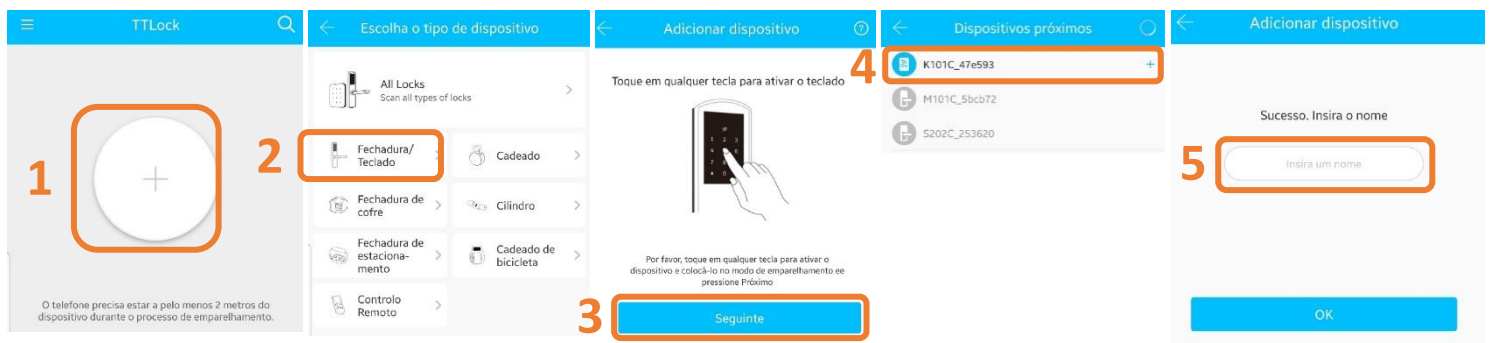 TTLock
1
O telefone precisa estar a pelo menos 2 metros do
dispositivo durante o processo de emparelhamento.
Escolha o tipo de dispositivo
All Locks
Scan all types of locks
2
Fechadura/
Teclado
Cadeado
Fechadura de
cofre
Cilindro
Fechadura de
estaciona-
mento
Cadeado de
bicicleta
Controlo
Remoto
Adicionar dispositivo
Toque em qualquer tecla para ativar o teclado
1 2 3
Por favor, toque em qualquer tecla para ativar o
dispositivo e colocá-lo no modo de emparelhamento ee
pressione Próximo
3
Seguinte
Dispositivos próximos
4
K101C_47e593
M101C_5bcb72
S202C_253620
Adicionar dispositivo
Sucesso. Insira o nome
5
Insira um nome
OK